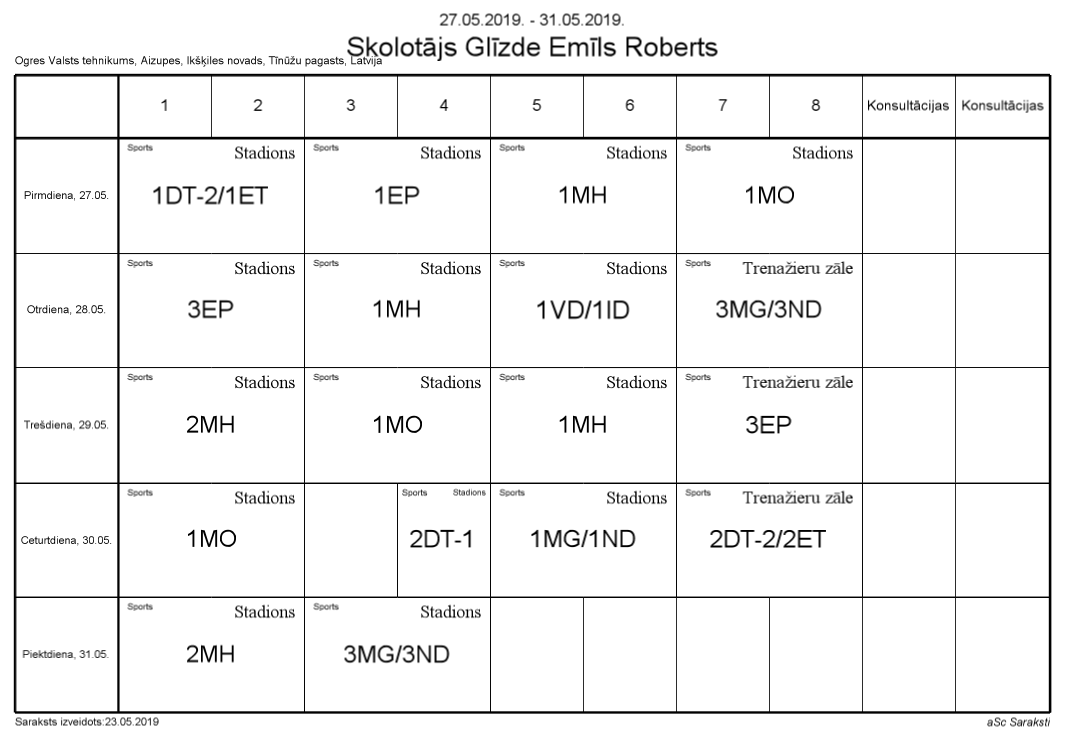 27.05.2019. - 31.05.2019.
Skolotājs Glīzde Emīls Roberts
Ogres Valsts tehnikums, Aizupes, Ikšķiles novads, Tīnūžu pagasts, Latvija
1 2 3 4 5 6 7 8 Konsultācijas Konsultācijas
Sports Stadions Sports Stadions Sports Stadions Sports Stadions
Pirmdiena, 27.05. 1DT-2/1ET 1EP 1MH 1MO
Sports Stadions Sports Stadions Sports Stadions Sports Trenažieru zāle
Otrdiena, 28.05. 3EP 1MH 1VD/1ID 3MG/3ND
Sports Stadions Sports Stadions Sports Stadions Sports Trenažieru zāle
Trešdiena, 29.05. 2MH 1MO 1MH 3EP
Sports Stadions Sports Stadions Sports Stadions Sports Trenažieru zāle
Ceturtdiena, 30.05. 1MO 2DT-1 1MG/1ND 2DT-2/2ET
Sports Stadions Sports Stadions
Piektdiena, 31.05. 2MH 3MG/3ND
Saraksts izveidots:23.05.2019 aSc Saraksti